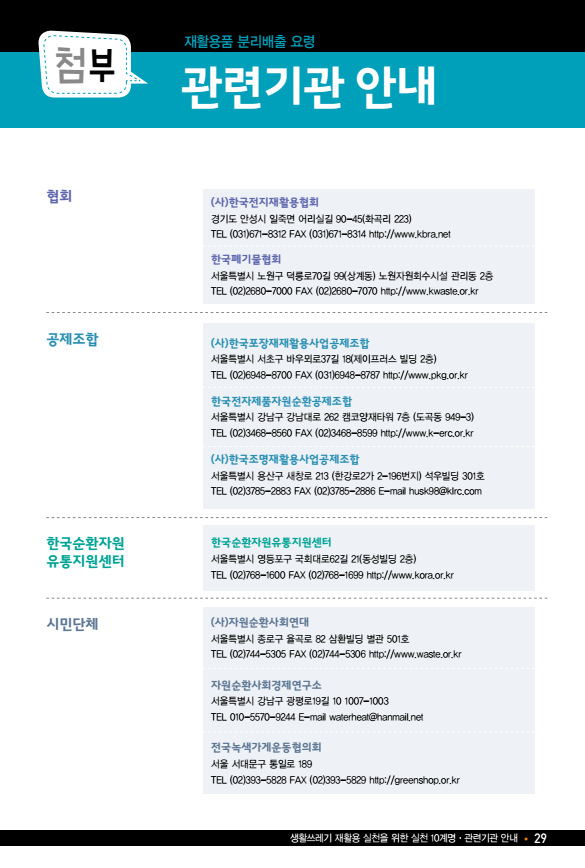 재활용품 분리배출 요령
첨부
관련기관 안내
협회
(사)한국전지재활용협회
경기도 안성시 일죽면 어리실길 90-45(화곡리 223)
TEL (031)671-8312 FAX (031)671-8314 http://www.kbra.net
한국폐기물협회
서울특별시 노원구 덕릉로70길 99(상계동) 노원자원회수시설 관리동 2층
TEL (02)2680-7000 FAX (02)2680-7070 http://www.kwaste.or.kr
공제조합
(사)한국포장재재활용사업공제조합
서울특별시 서초구 바우뫼로37길 18(제이프러스 빌딩 2층)
TEL (02)6948-8700 FAX (031)6948-8787 http://www.pkg.or.kr
한국전자제품자원순환공제조합
서울특별시 강남구 강남대로 262 캠코양재타워 7층 (도곡동 949-3)
TEL (02)3468-8560 FAX (02)3468-8599 http://www.k-erc.or.kr
(사)한국조명재활용사업공제조합
서울특별시 용산구 새창로 213 (한강로2가 2-196번지) 석우빌딩 301호
TEL (02)3785-2883 FAX (02)3785-2886 E-mail husk98@klrc.com
한국순환자원
유통지원센터
한국순환자원유통지원센터
서울특별시 영등포구 국회대로62길 21(동성빌딩 2층)
TEL (02)768-1600 FAX (02)768-1699 http://www.kora.or.kr
시민단체
(사)자원순환사회연대
서울특별시 종로구 율곡로 82 삼환빌딩 별관 501호
TEL (02)744-5305 FAX (02)744-5306 http://www.waste.or.kr
자원순환사회경제연구소
서울특별시 강남구 광평로19길 10 1007-1003
TEL 010-5570-9244 E-mail waterheat@hanmail.net
전국녹색가게운동협의회
서울 서대문구 통일로 189
TEL (02)393-5828 FAX (02)393-5829 http://greenshop.or.kr
생활쓰레기 재활용 실천을 위한 실천 10계명 · 관련기관 안내 • 29